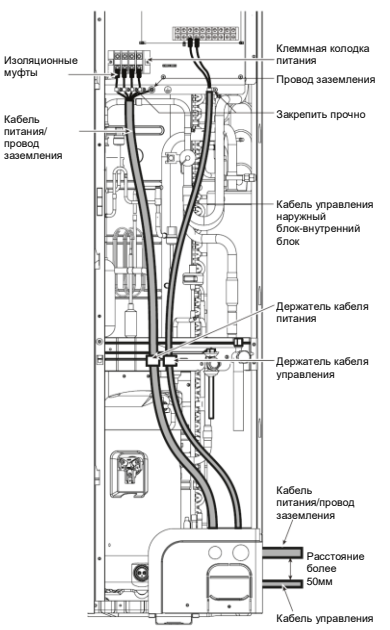 Изоляционные
муфты
Кабель
питания/
провод
заземления
Клеммная колодка
питания
Провод заземления
Закрепить прочно
Кабель управления
наружный
блок-внутренний
блок
Держатель кабеля
питания
Держатель кабеля
управления
Кабель
питания/провод
заземления
Расстояние
более
50мм
Кабель управления